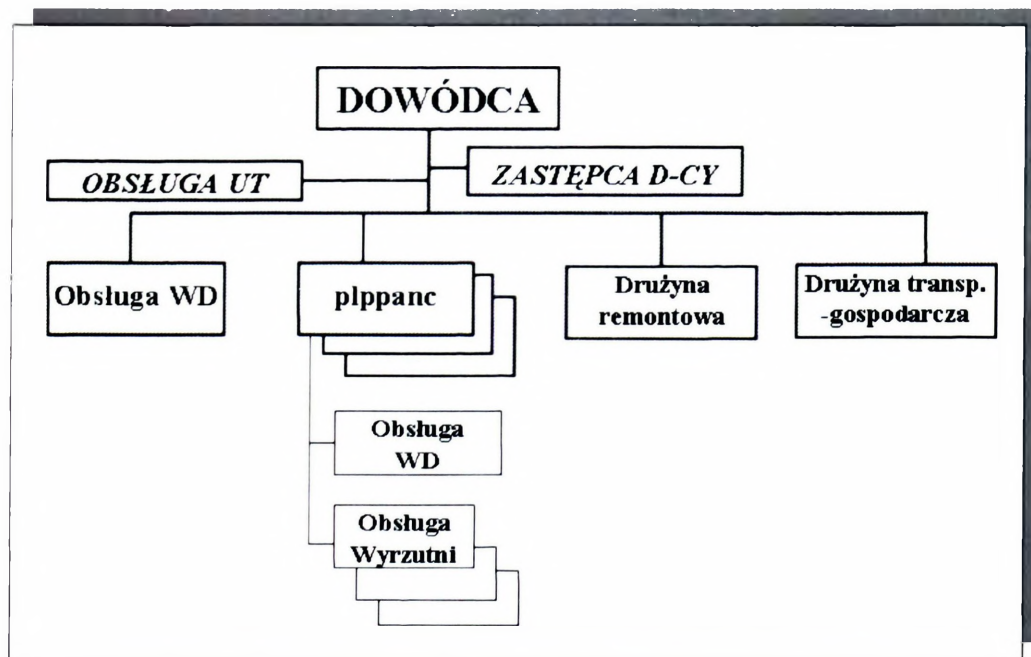 DOWÓDCA
OBSŁUGA UT
ZASTĘPCA D-CY
Obsługa WD
plppanc
Drużyna
remontowa
Drużyna transp.
-gospodarcza
Obsługa
WD
Obsługa
Wyrzutni